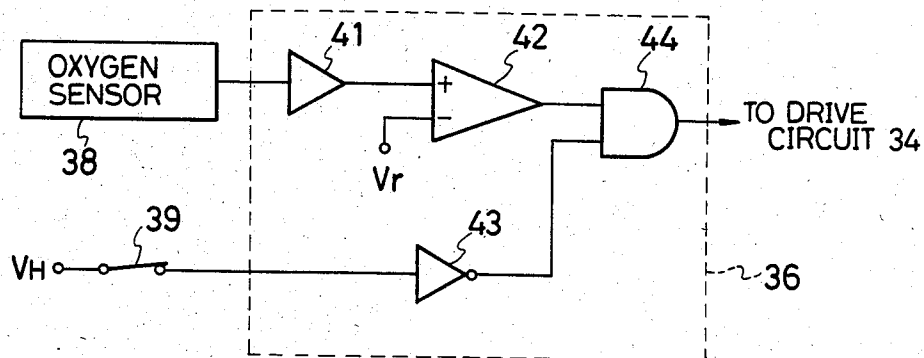 41
42
44
OXYGEN
SENSOR
+
−
TO DRIVE
CIRCUIT 34
38
Vr
39
43
VH
36